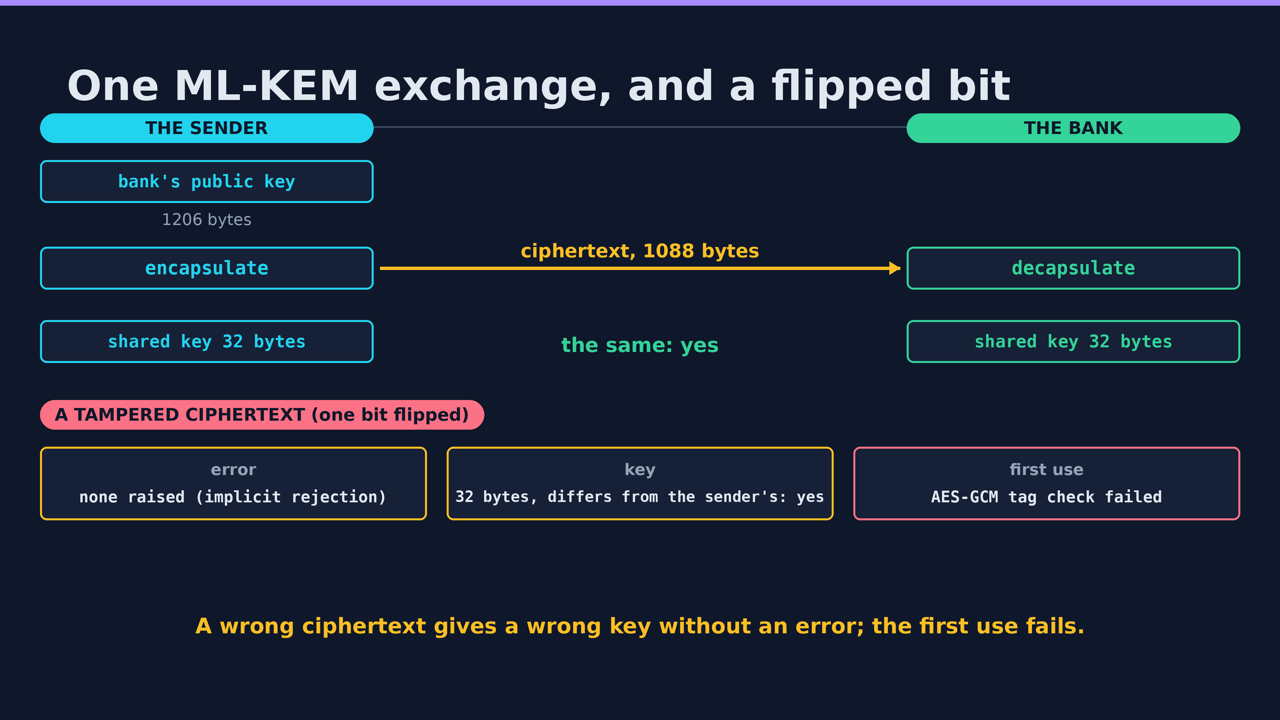 One ML-KEM exchange, and a flipped bit
THE SENDER
THE BANK
bank's public key
1206 bytes
encapsulate
ciphertext, 1088 bytes
decapsulate
shared key 32 bytes
the same: yes
shared key 32 bytes
A TAMPERED CIPHERTEXT (one bit flipped)
error
none raised (implicit rejection)
key
32 bytes, differs from the sender's: yes
first use
AES-GCM tag check failed
A wrong ciphertext gives a wrong key without an error; the first use fails.